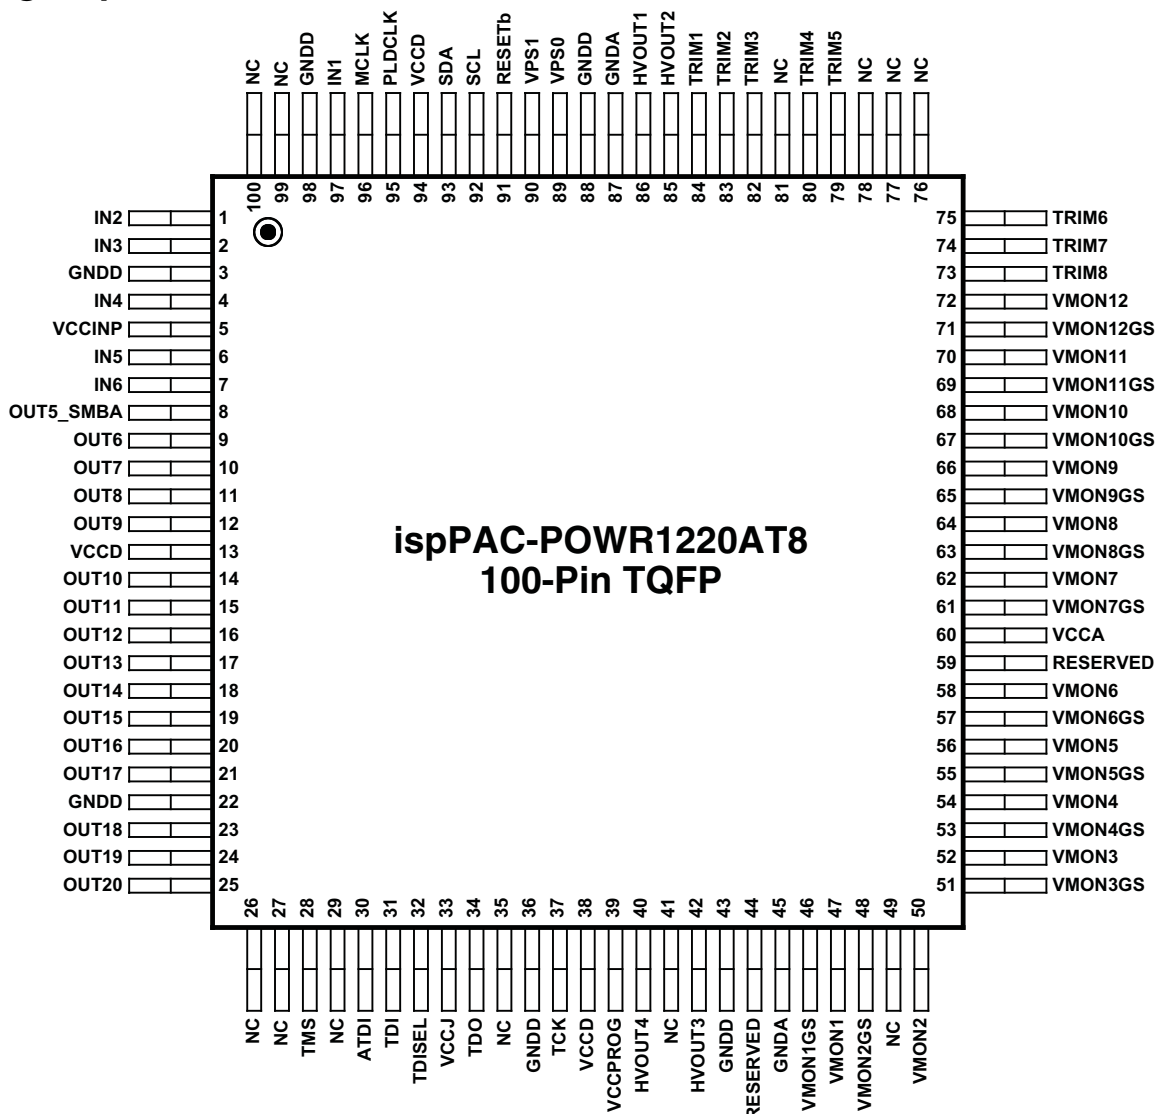 NC
NC
GNDD
IN1
MCLK
PLDCLK
VCCD
SDA
SCL
RESETb
VPS1
VPS0
GNDD
GNDA
HVOUT1
HVOUT2
TRIM1
TRIM2
TRIM3
NC
TRIM4
TRIM5
NC
NC
NC
100
99
98
97
96
95
94
93
92
91
90
89
88
87
86
85
84
83
82
81
80
79
78
77
76
IN2 1
IN3 2
GNDD 3
IN4 4
VCCINP 5
IN5 6
IN6 7
OUT5_SMBA 8
OUT6 9
OUT7 10
OUT8 11
OUT9 12
VCCD 13
OUT10 14
OUT11 15
OUT12 16
OUT13 17
OUT14 18
OUT15 19
OUT16 20
OUT17 21
GNDD 22
OUT18 23
OUT19 24
OUT20 25
ispPAC-POWR1220AT8
100-Pin TQFP
75 TRIM6
74 TRIM7
73 TRIM8
72 VMON12
71 VMON12GS
70 VMON11
69 VMON11GS
68 VMON10
67 VMON10GS
66 VMON9
65 VMON9GS
64 VMON8
63 VMON8GS
62 VMON7
61 VMON7GS
60 VCCA
59 RESERVED
58 VMON6
57 VMON6GS
56 VMON5
55 VMON5GS
54 VMON4
53 VMON4GS
52 VMON3
51 VMON3GS
26
27
28
29
30
31
32
33
34
35
36
37
38
39
40
41
42
43
44
45
46
47
48
49
50
NC
NC
TMS
NC
ATDI
TDI
TDISEL
VCCJ
TDO
NC
GNDD
TCK
VCCD
VCCPROG
HVOUT4
NC
HVOUT3
GNDD
RESERVED
GNDA
VMON1GS
VMON1
VMON2GS
NC
VMON2